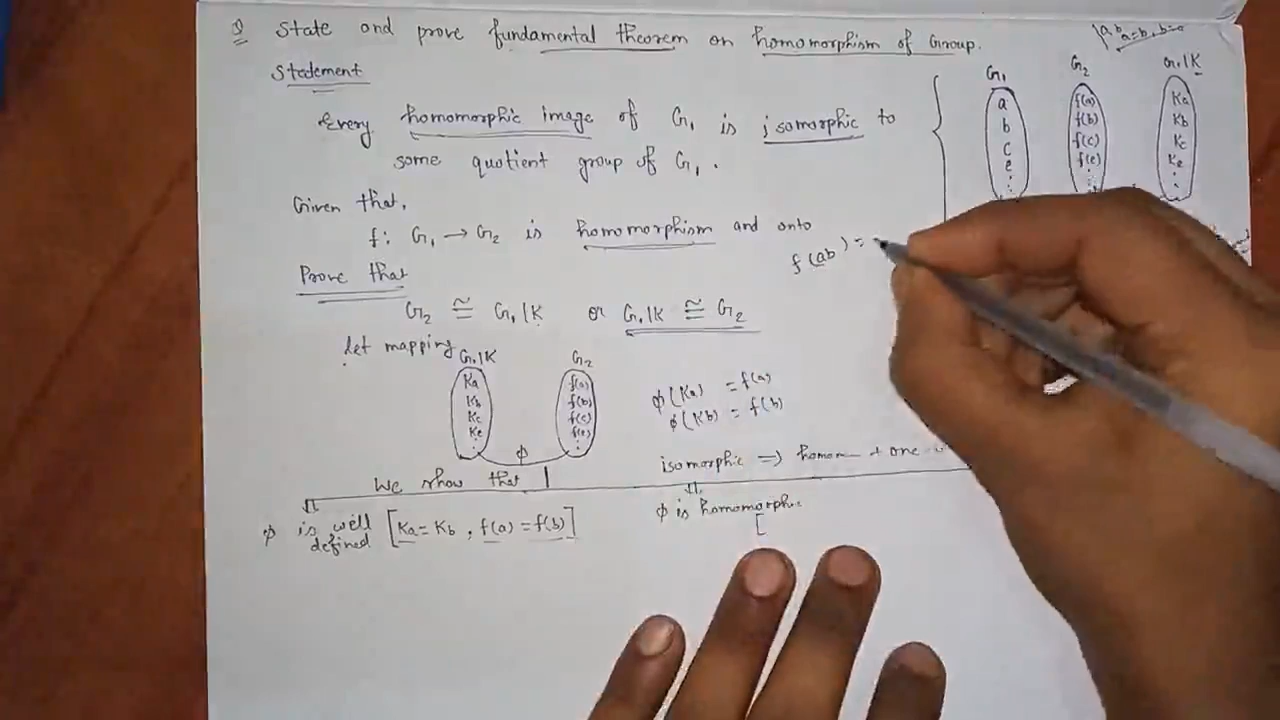 Q State and prove fundamental theorem on homomorphism of Group.
Statement
Every homomorphic image of G₁ is isomorphic to
some quotient group of G₁.
Given that,
f: G₁ → G₂ is homomorphism and onto
f(ab) =
Prove that
G₂ ≅ G₁/K or G₁/K ≅ G₂
Let mapping
G₁/K G₂
Ka f(a)
Kb f(b)
Kc f(c)
Ke f(e)
⋮ ⋮
ϕ
ϕ(Ka) = f(a)
ϕ(Kb) = f(b)
isomorphic ⇒ homom + one
We show that
ϕ is well defined [Ka = Kb, f(a) = f(b)]
ϕ is homomorphic
[
G₁ G₂ G₁/K
a f(a) Ka
b f(b) Kb
c f(c) Kc
e f(e) Ke
⋮ ⋮ ⋮